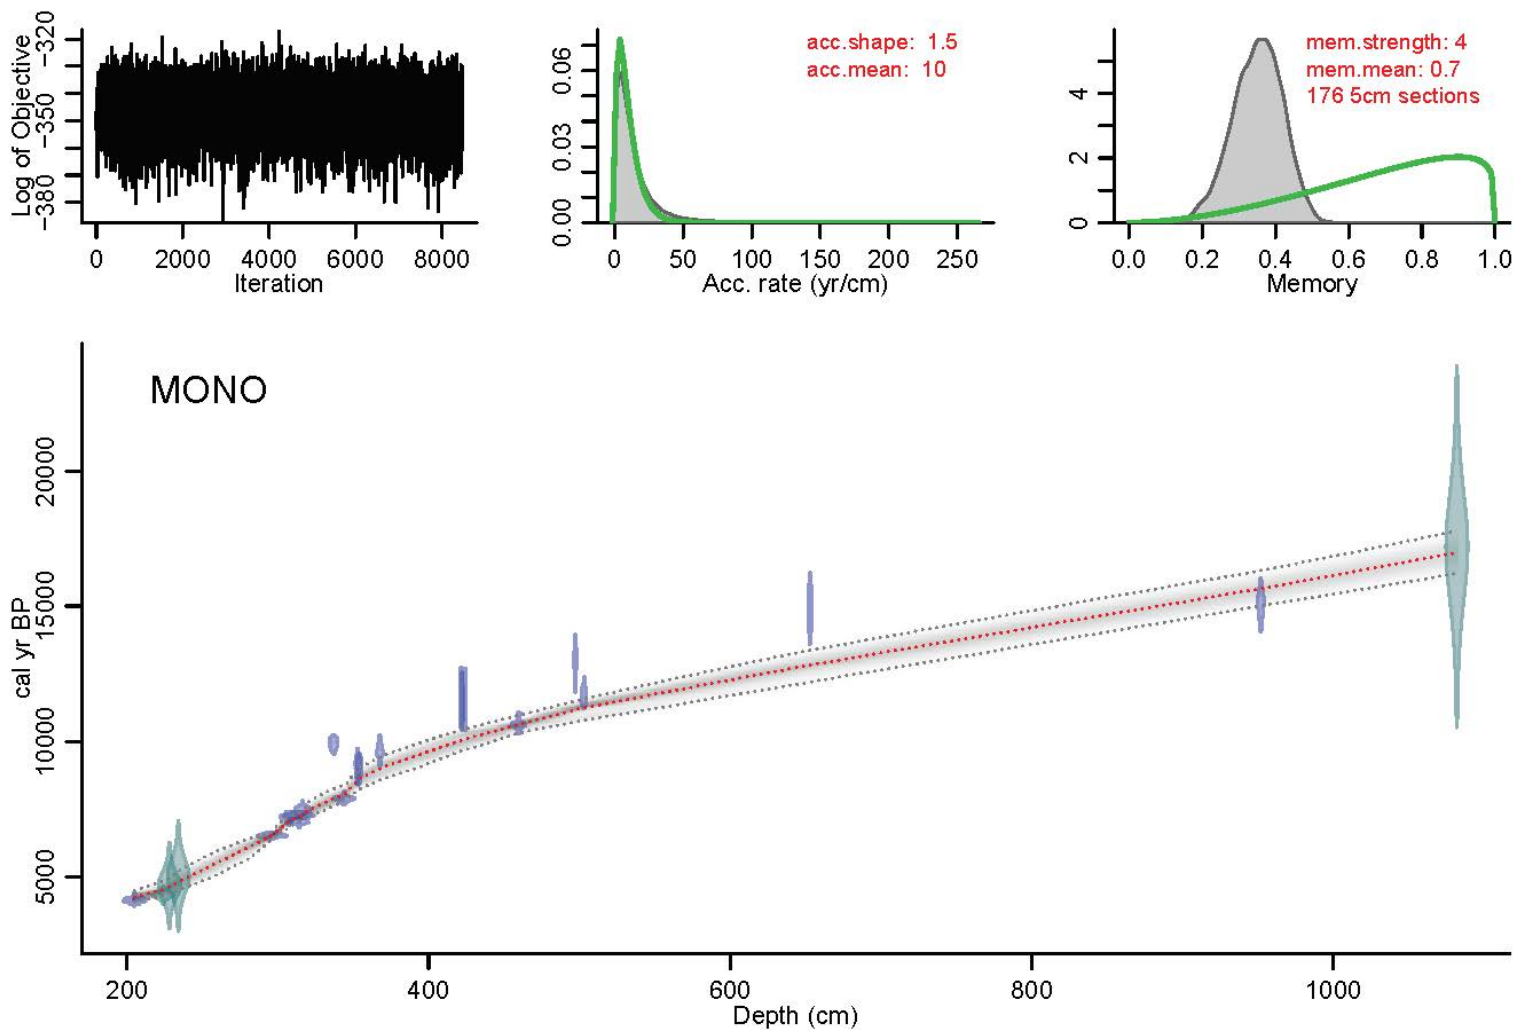 Log of Objective
−320
−350
−380
0 2000 4000 6000 8000
Iteration
0.06
0.03
0.00
acc.shape: 1.5
acc.mean: 10
0 50 100 150 200 250
Acc. rate (yr/cm)
4
2
0
mem.strength: 4
mem.mean: 0.7
176 5cm sections
0.0 0.2 0.4 0.6 0.8 1.0
Memory
MONO
cal yr BP
20000
15000
10000
5000
200 400 600 800 1000
Depth (cm)